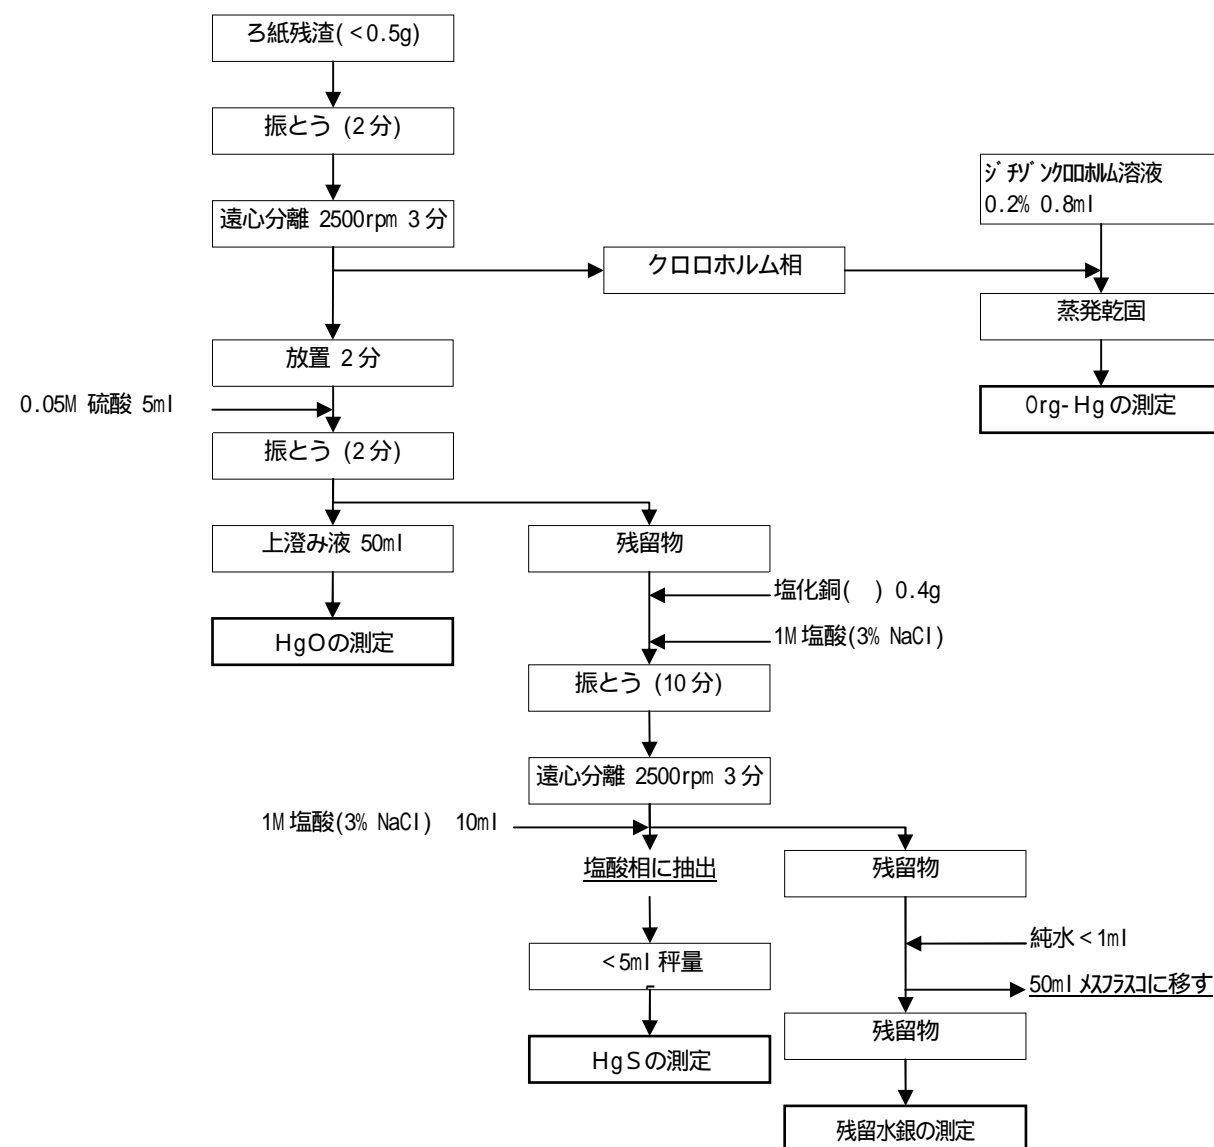 ろ紙残渣(<0.5g)
振とう (2分)
遠心分離 2500rpm 3分
ジチゾンクロロホルム溶液
0.2% 0.8ml
クロロホルム相
蒸発乾固
放置 2分
0.05M 硫酸 5ml
Org-Hgの測定
振とう (2分)
上澄み液 50ml
残留物
塩化銅( ) 0.4g
HgOの測定
1M塩酸(3% NaCl)
振とう (10分)
遠心分離 2500rpm 3分
1M塩酸(3% NaCl) 10ml
塩酸相に抽出
残留物
純水<1ml
<5ml 秤量
50ml メスフラスコに移す
残留物
HgSの測定
残留水銀の測定